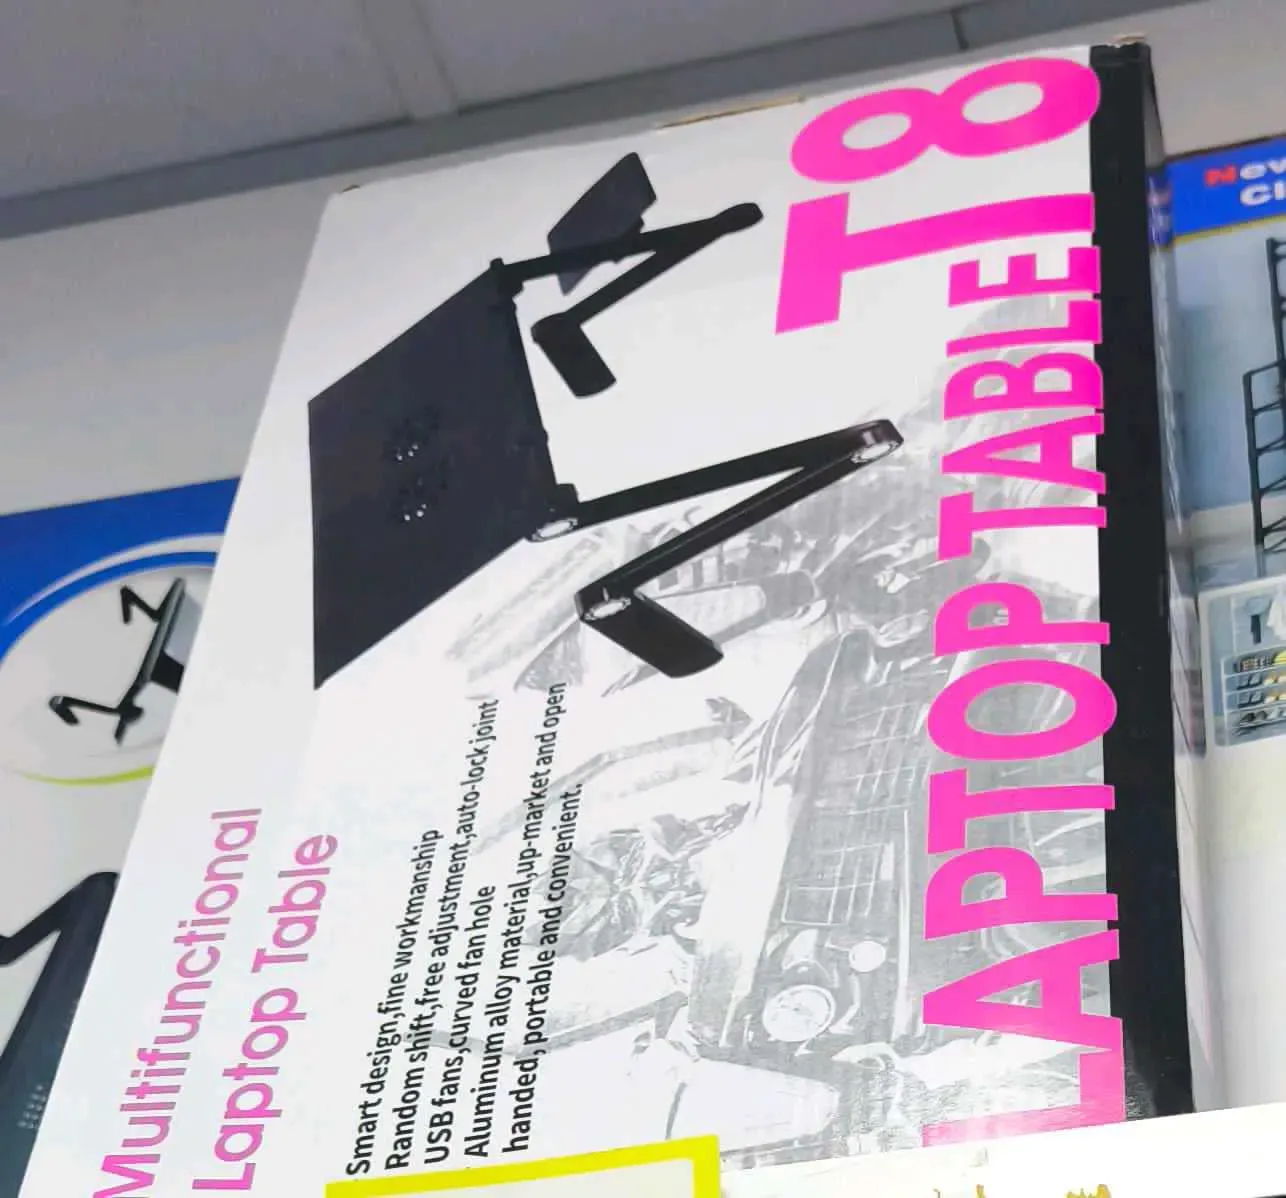 Multifunctional
Laptop Table
Smart design,fine workmanship
Random shift,free adjustment,auto-lock joint
USB fans,curved fan hole
Aluminum alloy material,up-market and open
handed, portable and convenient.
T8
LAPTOP TABLE